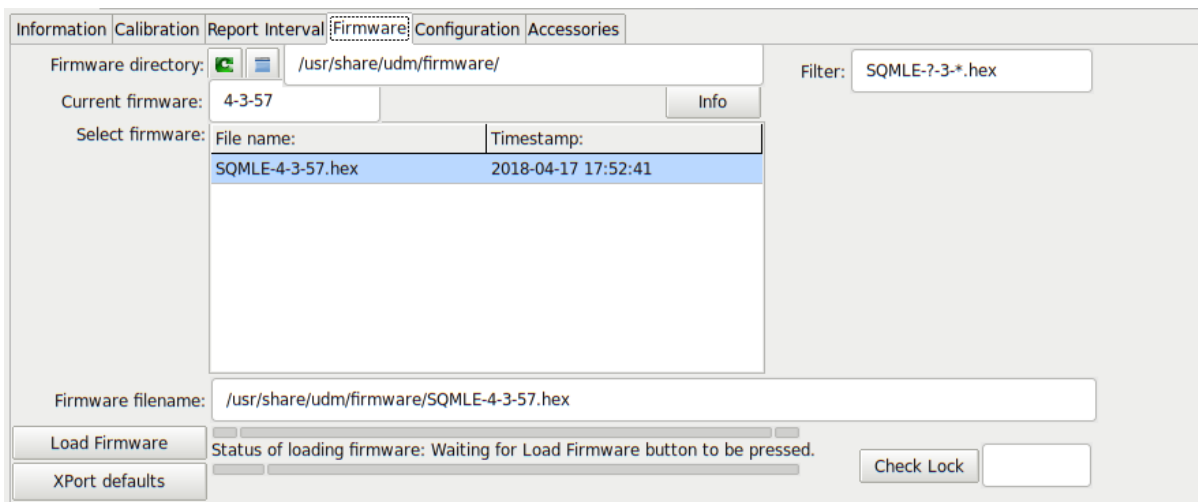 Information Calibration Report Interval Firmware Configuration Accessories
Firmware directory: /usr/share/udm/firmware/ Filter: SQMLE-?-3-*.hex
Current firmware: 4-3-57 Info
Select firmware: File name: Timestamp:
SQMLE-4-3-57.hex 2018-04-17 17:52:41
Firmware filename: /usr/share/udm/firmware/SQMLE-4-3-57.hex
Load Firmware
Status of loading firmware: Waiting for Load Firmware button to be pressed.
XPort defaults Check Lock